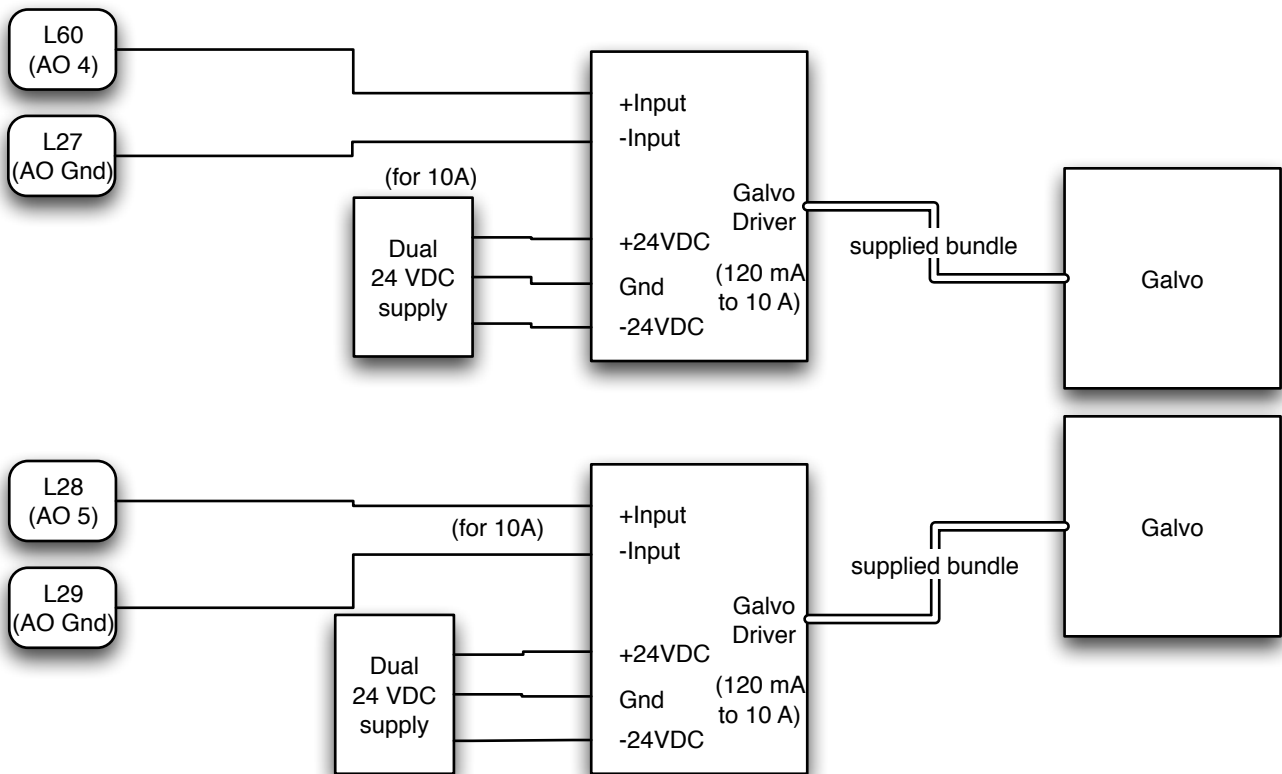 L60
(AO 4)
L27
(AO Gnd)
+Input
-Input
(for 10A)
Dual
24 VDC
supply
Galvo
Driver
+24VDC
Gnd
-24VDC
(120 mA
to 10 A)
supplied bundle
Galvo
L28
(AO 5)
L29
(AO Gnd)
(for 10A)
+Input
-Input
Dual
24 VDC
supply
Galvo
Driver
+24VDC
Gnd
-24VDC
(120 mA
to 10 A)
supplied bundle
Galvo